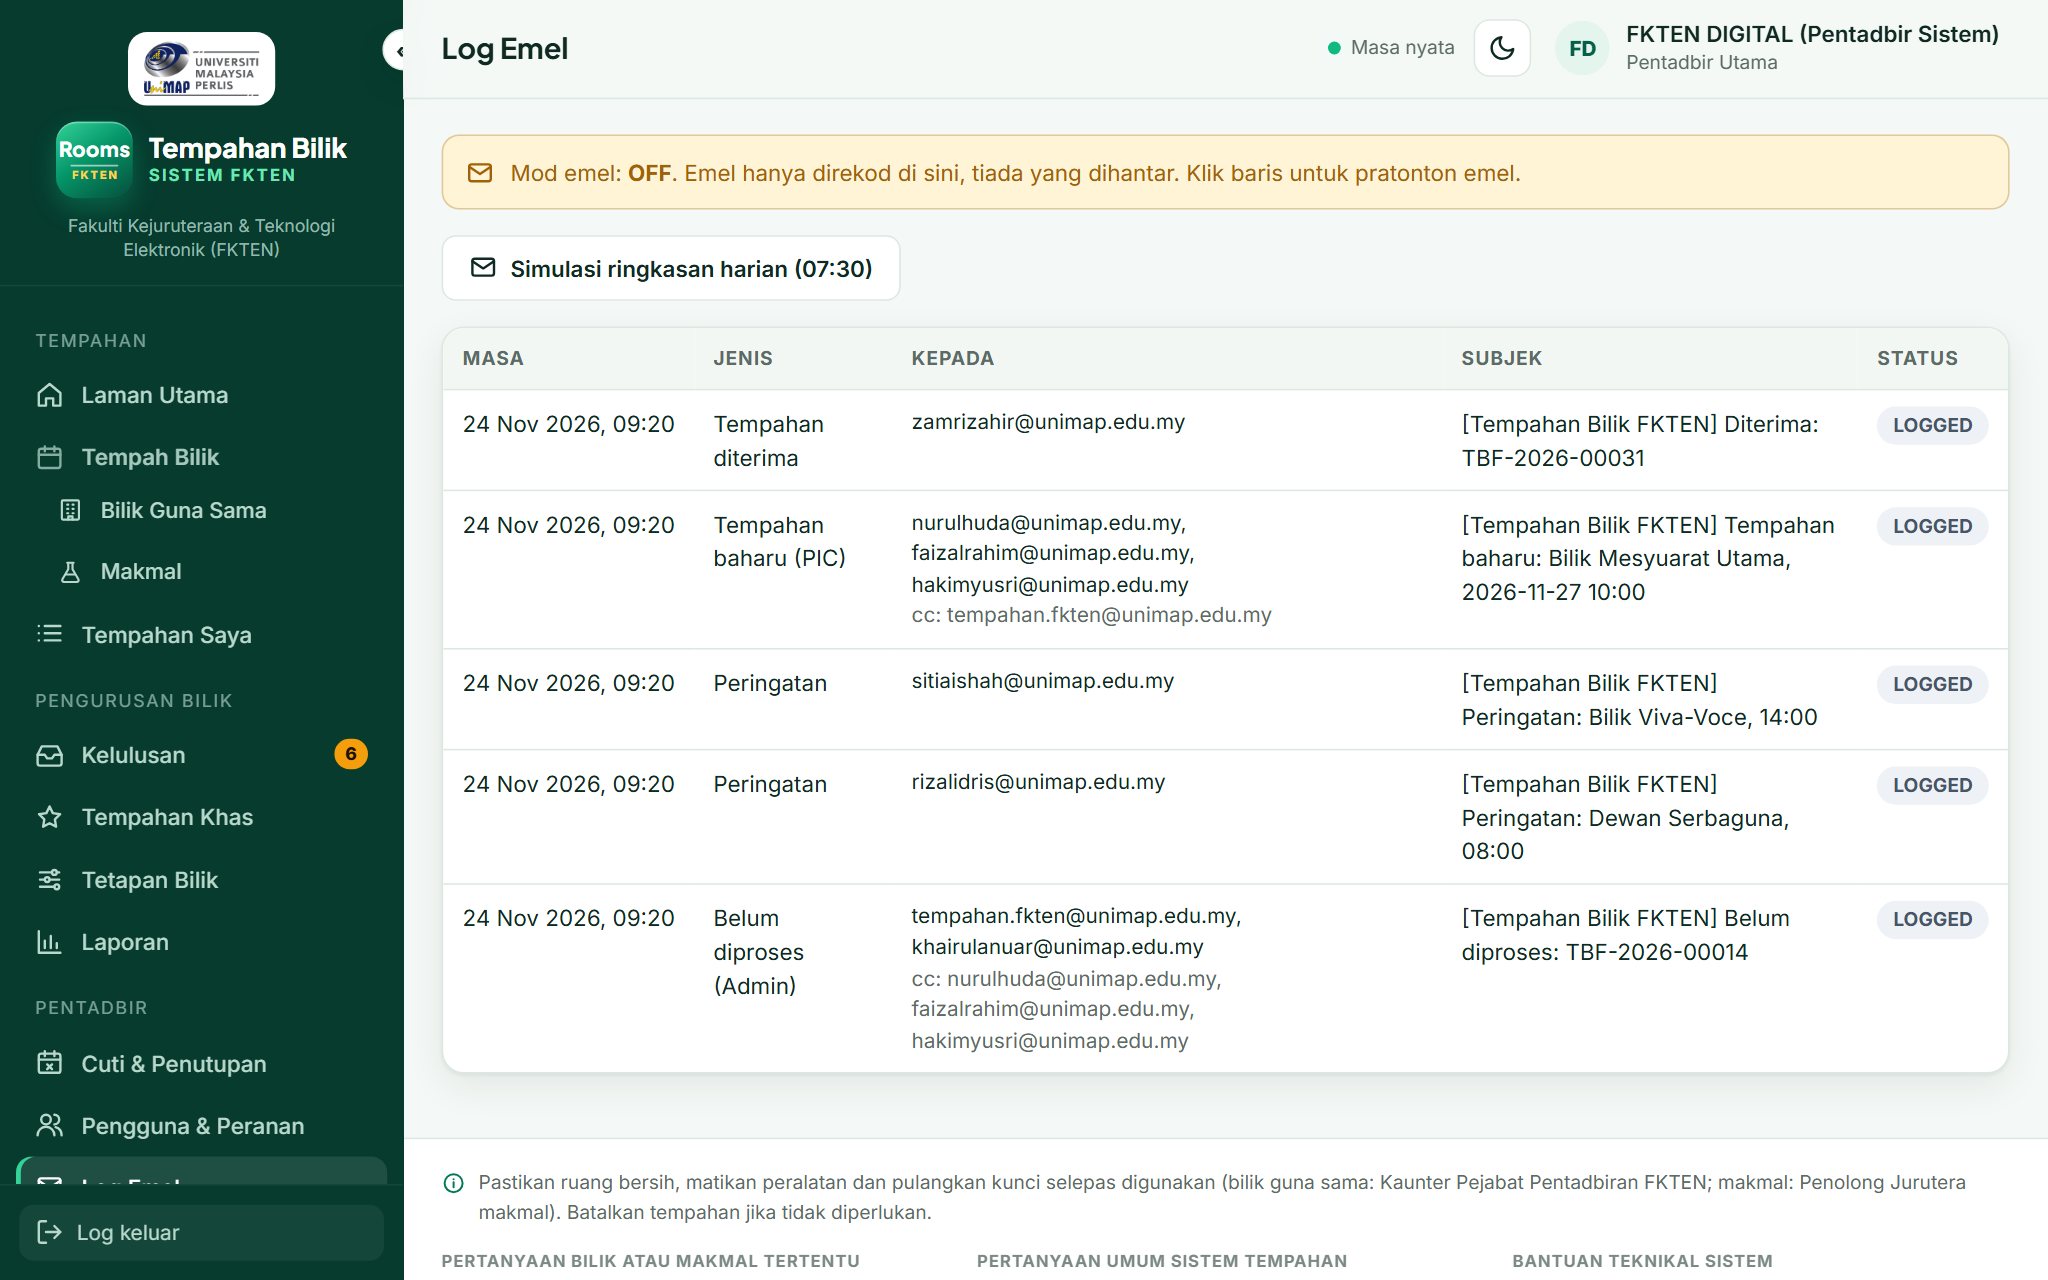 UNIVERSITI
MALAYSIA
PERLIS
UniMAP
Rooms
FKTEN
Tempahan Bilik
SISTEM FKTEN
Fakulti Kejuruteraan & Teknologi
Elektronik (FKTEN)
TEMPAHAN
Laman Utama
Tempah Bilik
Bilik Guna Sama
Makmal
Tempahan Saya
PENGURUSAN BILIK
Kelulusan
6
Tempahan Khas
Tetapan Bilik
Laporan
PENTADBIR
Cuti & Penutupan
Pengguna & Peranan
Log Emel
Log keluar
Log Emel
Masa nyata
FD
FKTEN DIGITAL (Pentadbir Sistem)
Pentadbir Utama
Mod emel: OFF. Emel hanya direkod di sini, tiada yang dihantar. Klik baris untuk pratonton emel.
Simulasi ringkasan harian (07:30)
MASA
JENIS
KEPADA
SUBJEK
STATUS
24 Nov 2026, 09:20
Tempahan
diterima
zamrizahir@unimap.edu.my
[Tempahan Bilik FKTEN] Diterima:
TBF-2026-00031
LOGGED
24 Nov 2026, 09:20
Tempahan
baharu (PIC)
nurulhuda@unimap.edu.my,
faizalrahim@unimap.edu.my,
hakimyusri@unimap.edu.my
cc: tempahan.fkten@unimap.edu.my
[Tempahan Bilik FKTEN] Tempahan
baharu: Bilik Mesyuarat Utama,
2026-11-27 10:00
LOGGED
24 Nov 2026, 09:20
Peringatan
sitiaishah@unimap.edu.my
[Tempahan Bilik FKTEN]
Peringatan: Bilik Viva-Voce, 14:00
LOGGED
24 Nov 2026, 09:20
Peringatan
rizalidris@unimap.edu.my
[Tempahan Bilik FKTEN]
Peringatan: Dewan Serbaguna,
08:00
LOGGED
24 Nov 2026, 09:20
Belum
diproses
(Admin)
tempahan.fkten@unimap.edu.my,
khairulanuar@unimap.edu.my
cc: nurulhuda@unimap.edu.my,
faizalrahim@unimap.edu.my,
hakimyusri@unimap.edu.my
[Tempahan Bilik FKTEN] Belum
diproses: TBF-2026-00014
LOGGED
Pastikan ruang bersih, matikan peralatan dan pulangkan kunci selepas digunakan (bilik guna sama: Kaunter Pejabat Pentadbiran FKTEN; makmal: Penolong Jurutera
makmal). Batalkan tempahan jika tidak diperlukan.
PERTANYAAN BILIK ATAU MAKMAL TERTENTU
PERTANYAAN UMUM SISTEM TEMPAHAN
BANTUAN TEKNIKAL SISTEM